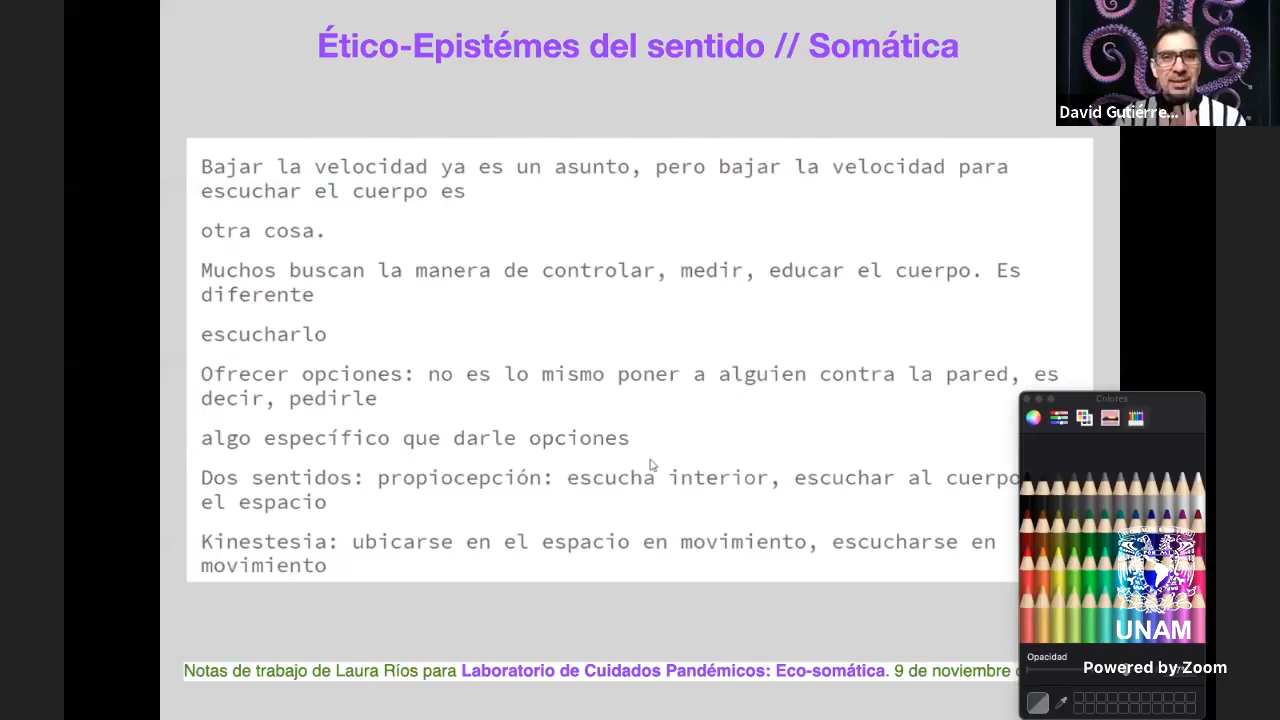 Ético-Epistémes del sentido // Somática
David Gutiérre...
Bajar la velocidad ya es un asunto, pero bajar la velocidad para
escuchar el cuerpo es
otra cosa.
Muchos buscan la manera de controlar, medir, educar el cuerpo. Es
diferente
escucharlo
Ofrecer opciones: no es lo mismo poner a alguien contra la pared, es
decir, pedirle
algo específico que darle opciones
Dos sentidos: propiocepción: escucha interior, escuchar al cuerpo
el espacio
Kinestesia: ubicarse en el espacio en movimiento, escucharse en
movimiento
Colores
UNAM
Opacidad
Powered by Zoom
Notas de trabajo de Laura Ríos para Laboratorio de Cuidados Pandémicos: Eco-somática. 9 de noviembre